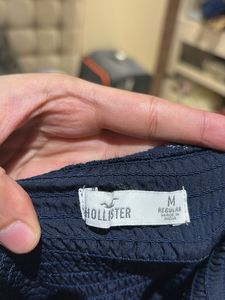 HOLLISTER
M
REGULAR
MADE IN
INDIA